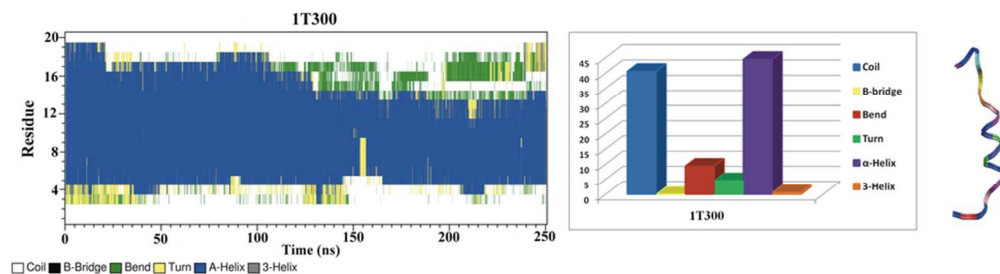 1T300
20
16
12
8
4
Residue
0
50
100
150
200
250
Time (ns)
Coil B-Bridge Bend Turn A-Helix 3-Helix
45
40
35
30
25
20
15
10
5
0
1T300
Coil
B-bridge
Bend
Turn
α-Helix
3-Helix